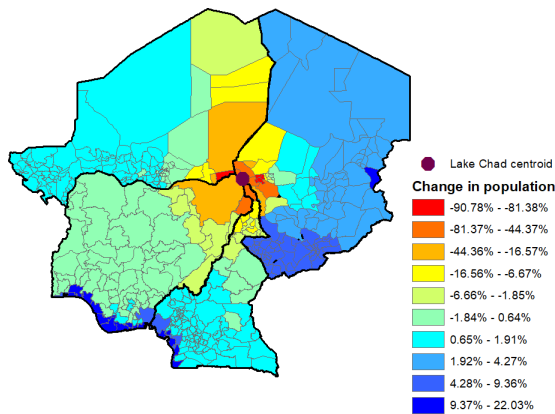 Lake Chad centroid
Change in population
-90.78% - -81.38%
-81.37% - -44.37%
-44.36% - -16.57%
-16.56% - -6.67%
-6.66% - -1.85%
-1.84% - 0.64%
0.65% - 1.91%
1.92% - 4.27%
4.28% - 9.36%
9.37% - 22.03%